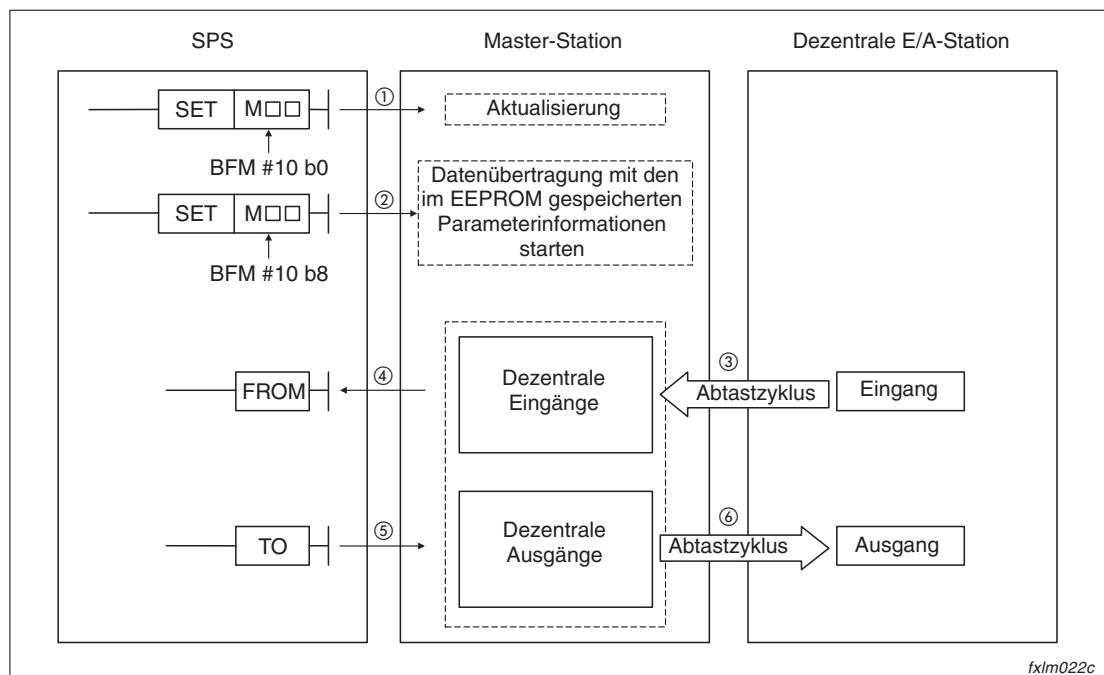 SPS
Master-Station
Dezentrale E/A-Station
SET M□□
①
Aktualisierung
BFM #10 b0
SET M□□
②
Datenübertragung mit den
im EEPROM gespeicherten
Parameterinformationen
starten
BFM #10 b8
FROM
④
Dezentrale
Eingänge
③
Abtastzyklus
Eingang
TO
⑤
Dezentrale
Ausgänge
⑥
Abtastzyklus
Ausgang
fxlm022c